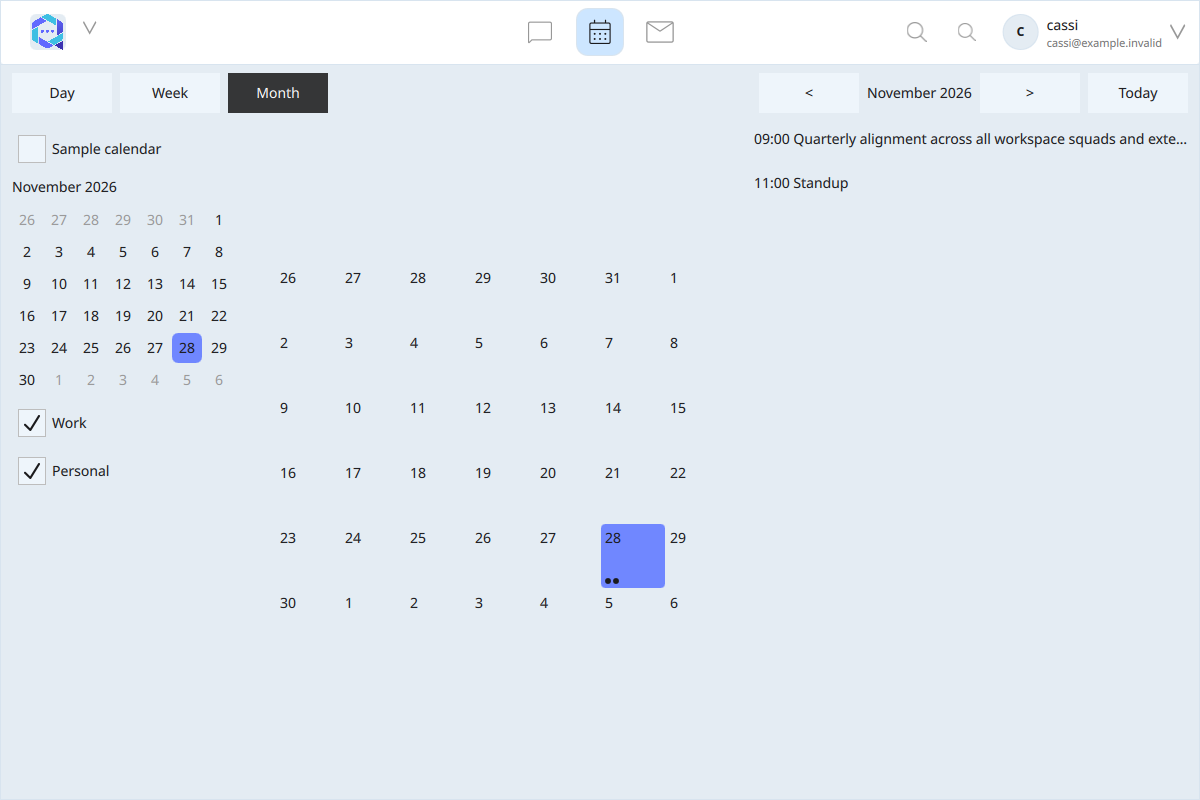 C
cassi
cassi@example.invalid
Day Week Month
< November 2026 > Today
Sample calendar
November 2026
26 27 28 29 30 31 1
2 3 4 5 6 7 8
9 10 11 12 13 14 15
16 17 18 19 20 21 22
23 24 25 26 27 28 29
30 1 2 3 4 5 6
Work
Personal
26 27 28 29 30 31 1
2 3 4 5 6 7 8
9 10 11 12 13 14 15
16 17 18 19 20 21 22
23 24 25 26 27 28 29
30 1 2 3 4 5 6
09:00 Quarterly alignment across all workspace squads and exte...
11:00 Standup